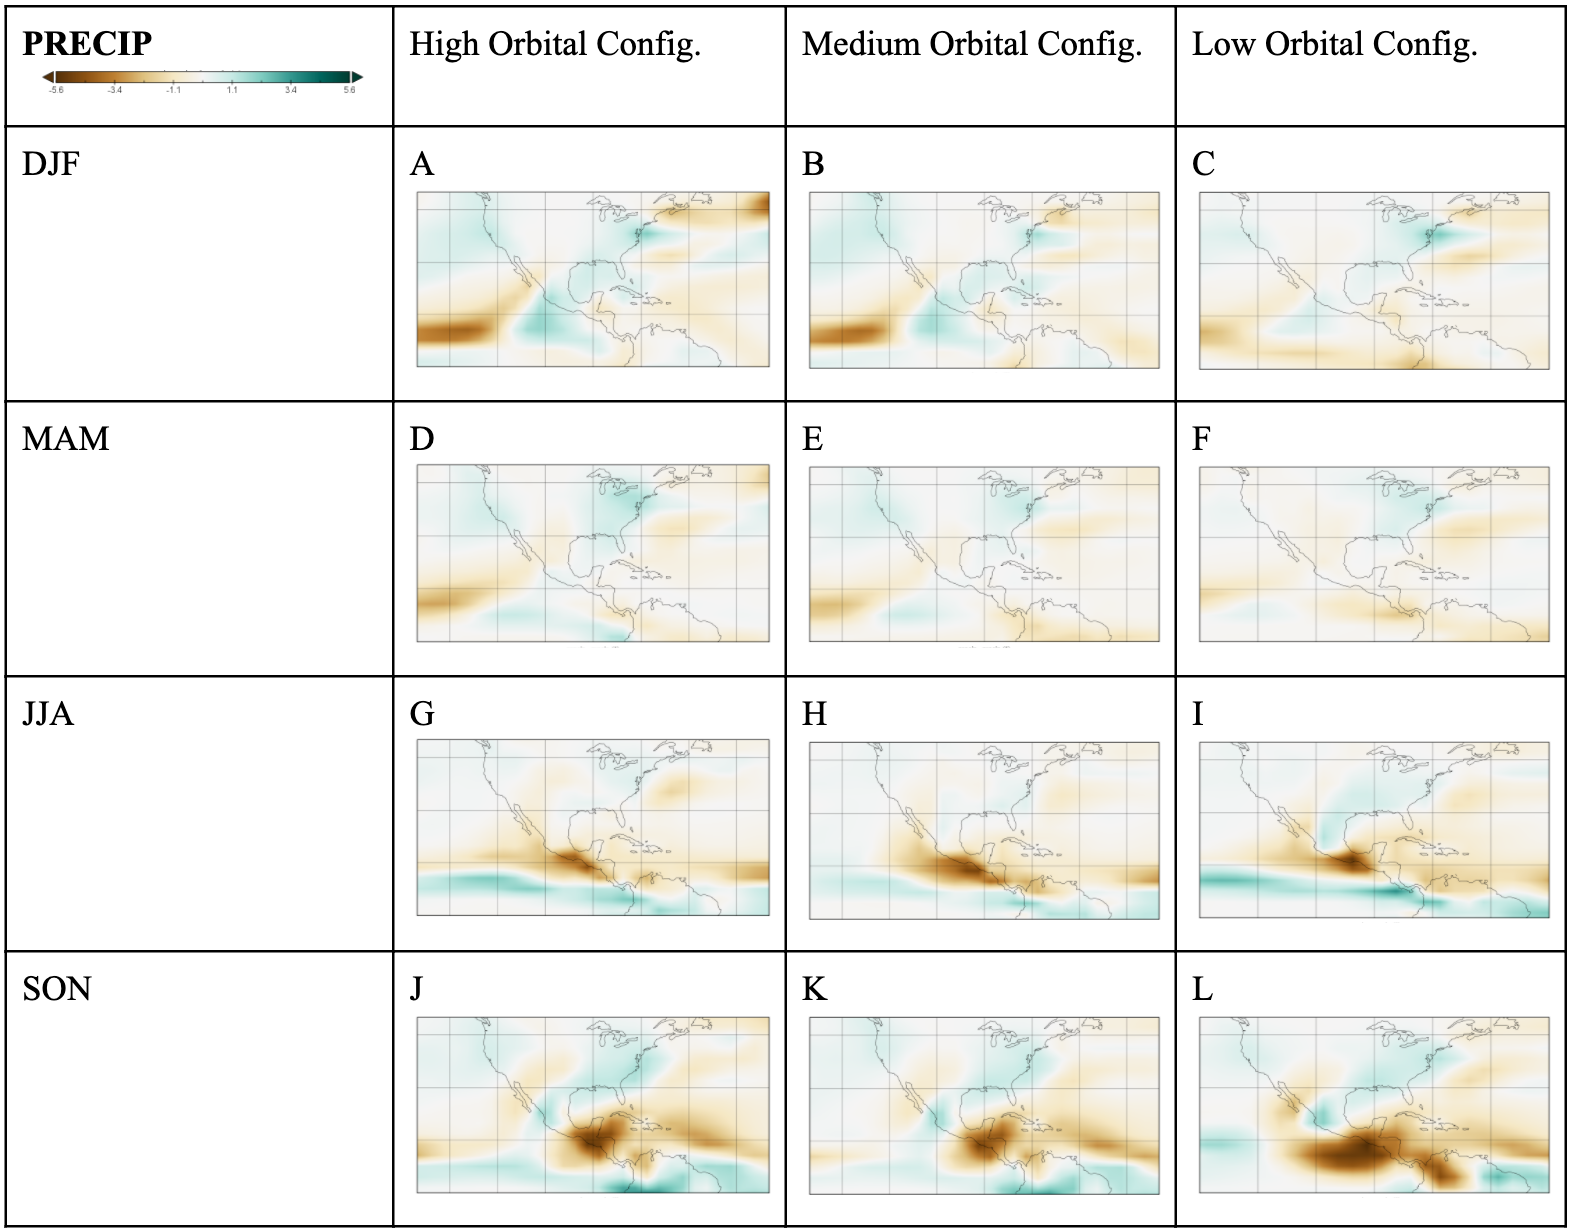 PRECIP
-5.6 -3.4 -1.1 1.1 3.4 5.6
High Orbital Config.
Medium Orbital Config.
Low Orbital Config.
DJF
A
B
C
MAM
D
E
F
JJA
G
H
I
SON
J
K
L